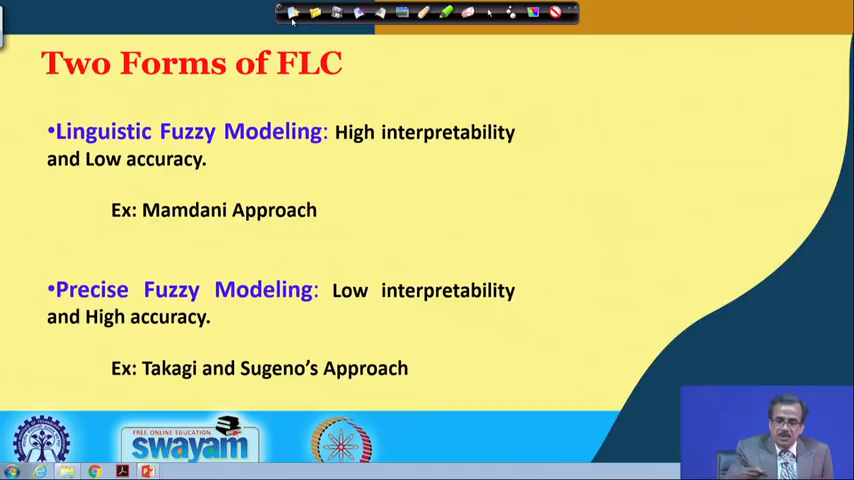 Two Forms of FLC
•Linguistic Fuzzy Modeling: High interpretability
and Low accuracy.
Ex: Mamdani Approach
•Precise Fuzzy Modeling: Low interpretability
and High accuracy.
Ex: Takagi and Sugeno's Approach
FREE ONLINE EDUCATION
swayam